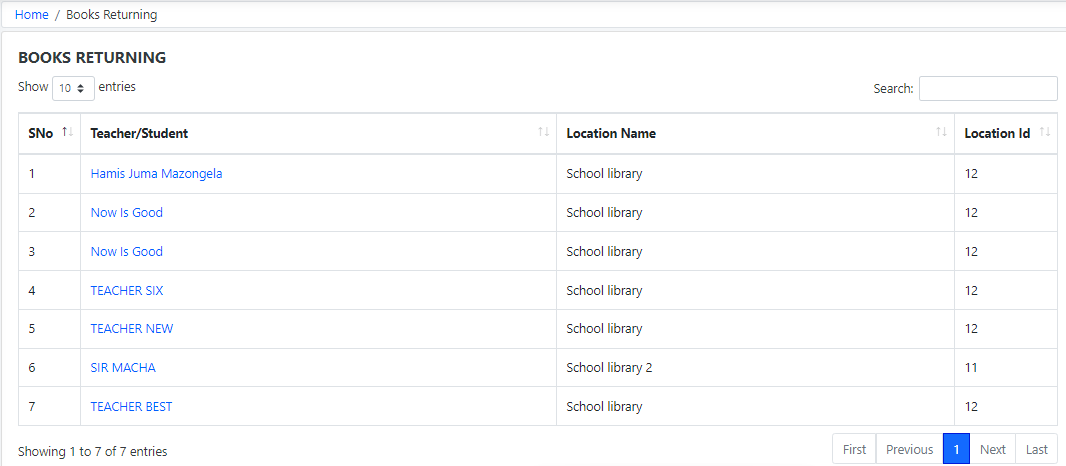 Home / Books Returning
BOOKS RETURNING
Show 10 entries Search:
SNo Teacher/Student Location Name Location Id
1 Hamis Juma Mazongela School library 12
2 Now Is Good School library 12
3 Now Is Good School library 12
4 TEACHER SIX School library 12
5 TEACHER NEW School library 12
6 SIR MACHA School library 2 11
7 TEACHER BEST School library 12
Showing 1 to 7 of 7 entries First Previous 1 Next Last